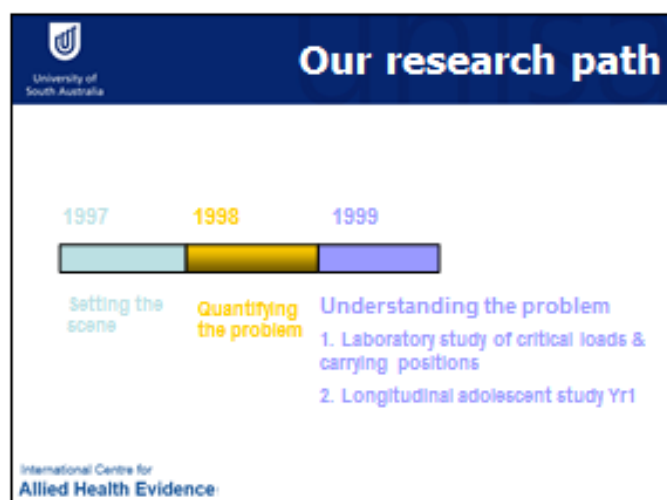 University of
South Australia
Our research path
1997
1998
1999
Setting the
scene
Quantifying
the problem
Understanding the problem
1. Laboratory study of critical loads &
carrying positions
2. Longitudinal adolescent study Yr1
International Centre for
Allied Health Evidence